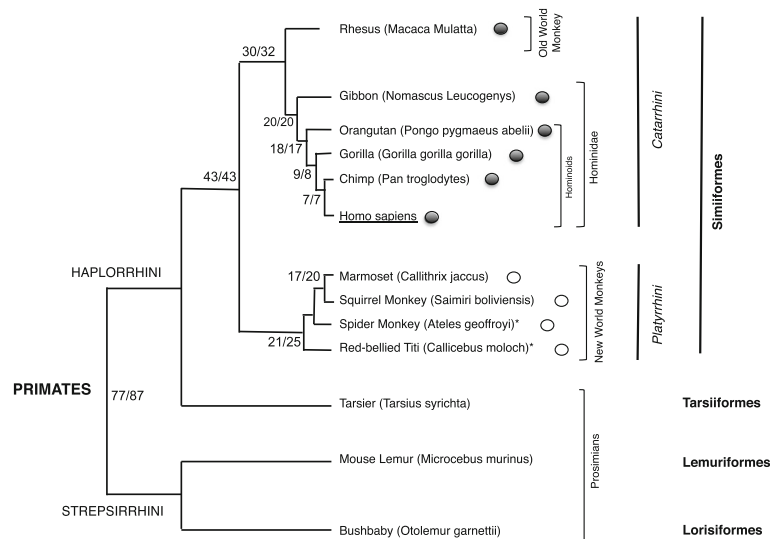 30/32
Rhesus (Macaca Mulatta)
Old World
Monkey
Gibbon (Nomascus Leucogenys)
20/20
Orangutan (Pongo pygmaeus abelii)
18/17
Gorilla (Gorilla gorilla gorilla)
9/8
Chimp (Pan troglodytes)
43/43
7/7
Homo sapiens
Hominoids
Hominidae
Catarrhini
Simiiformes
HAPLORRHINI
17/20
Marmoset (Callithrix jaccus)
Squirrel Monkey (Saimiri boliviensis)
Spider Monkey (Ateles geoffroyi)*
21/25
Red-bellied Titi (Callicebus moloch)*
New World Monkeys
Platyrrhini
PRIMATES
77/87
Tarsier (Tarsius syrichta)
Tarsiiformes
Mouse Lemur (Microcebus murinus)
Prosimians
Lemuriformes
STREPSIRRHINI
Bushbaby (Otolemur garnettii)
Lorisiformes